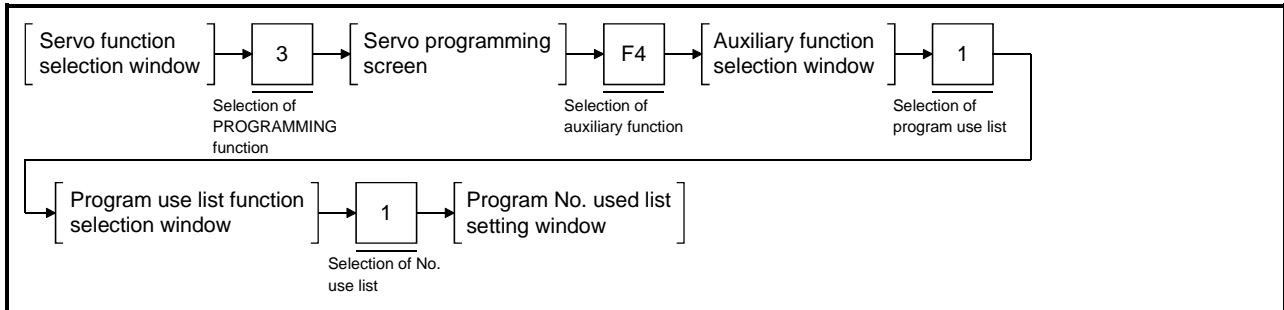 Servo function
selection window
3
Selection of
PROGRAMMING
function
Servo programming
screen
F4
Selection of
auxiliary function
Auxiliary function
selection window
1
Selection of
program use list
Program use list function
selection window
1
Selection of No.
use list
Program No. used list
setting window